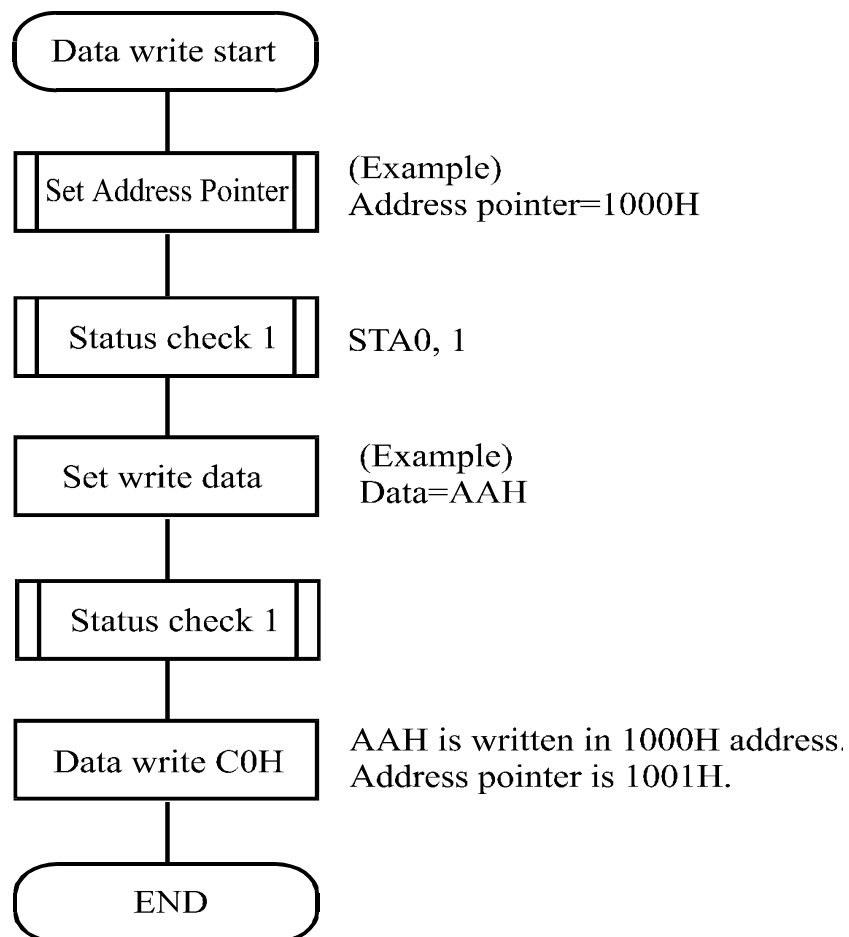 Data write start
Set Address Pointer
(Example)
Address pointer=1000H
Status check 1
STA0, 1
Set write data
(Example)
Data=AAH
Status check 1
Data write C0H
AAH is written in 1000H address.
Address pointer is 1001H.
END